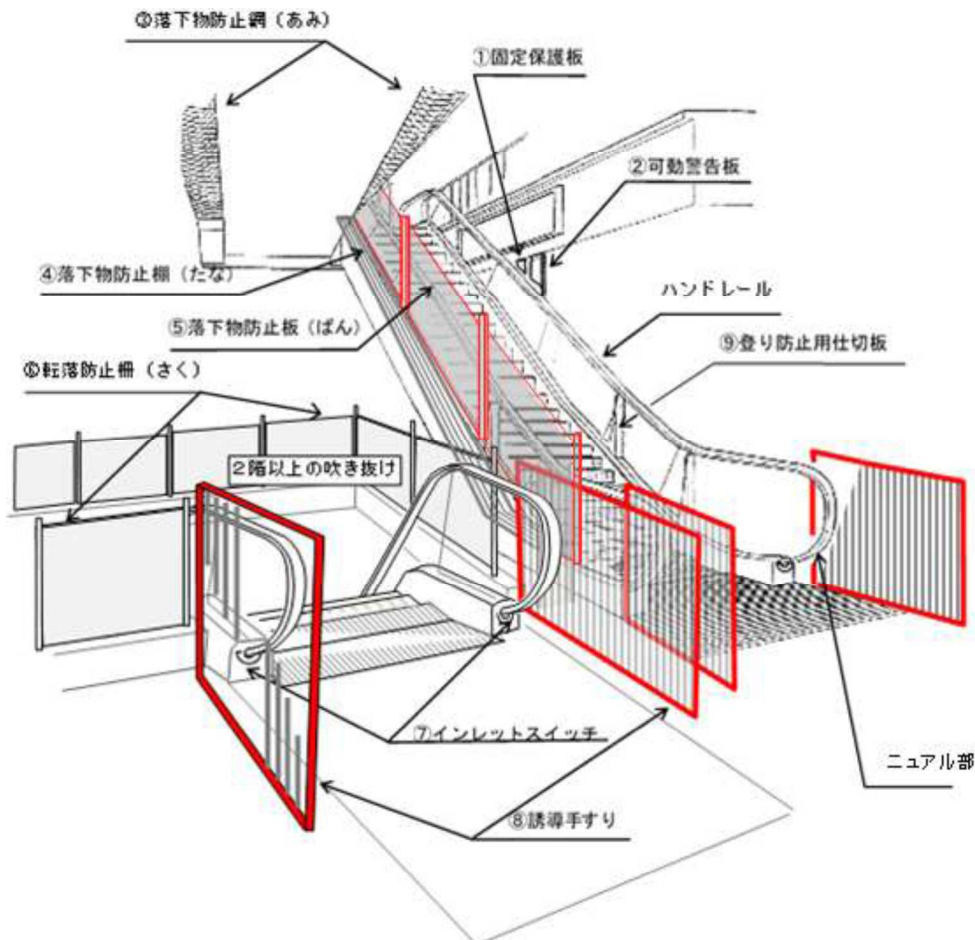 ③落下物防止網（あみ）
①固定保護板
②可動警告板
④落下物防止棚（たな）
ハンドレール
⑤落下物防止板（ばん）
⑨登り防止用仕切板
⑥転落防止柵（さく）
２階以上の吹き抜け
⑦インレットスイッチ
ニュアル部
⑧誘導手すり